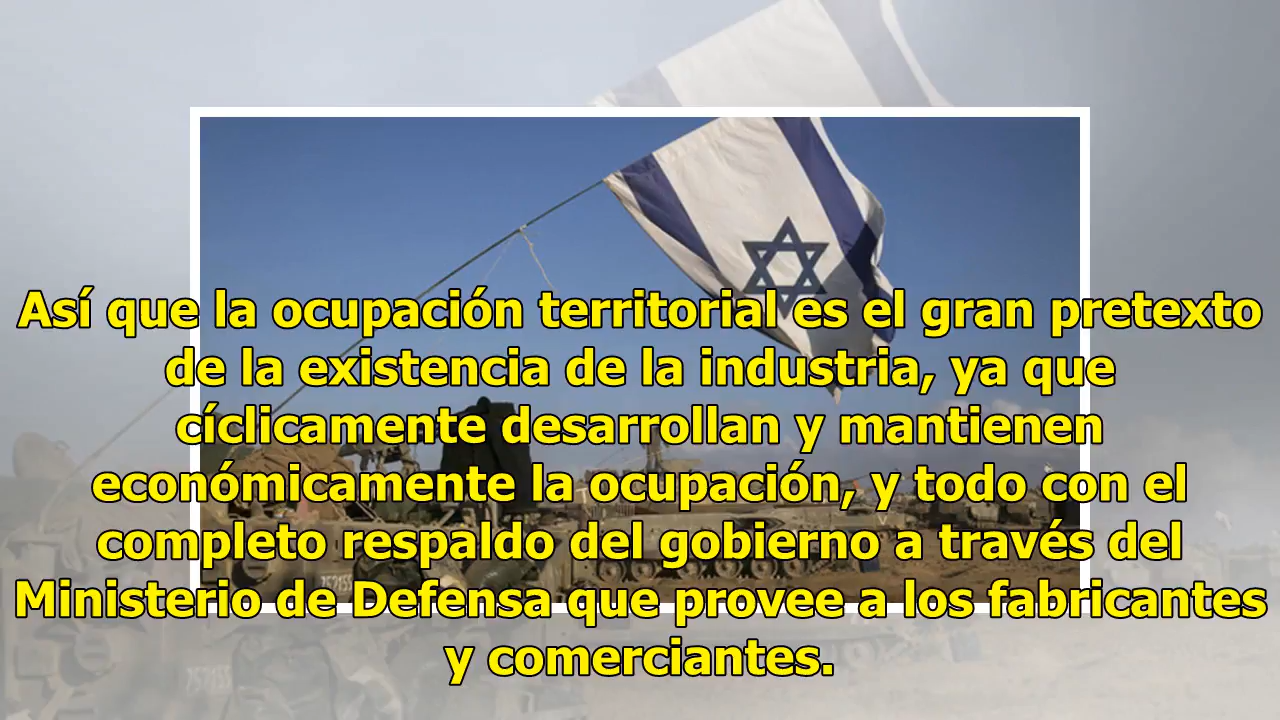 Así que la ocupación territorial es el gran pretexto
de la existencia de la industria, ya que
cíclicamente desarrollan y mantienen
económicamente la ocupación, y todo con el
completo respaldo del gobierno a través del
Ministerio de Defensa que provee a los fabricantes
y comerciantes.